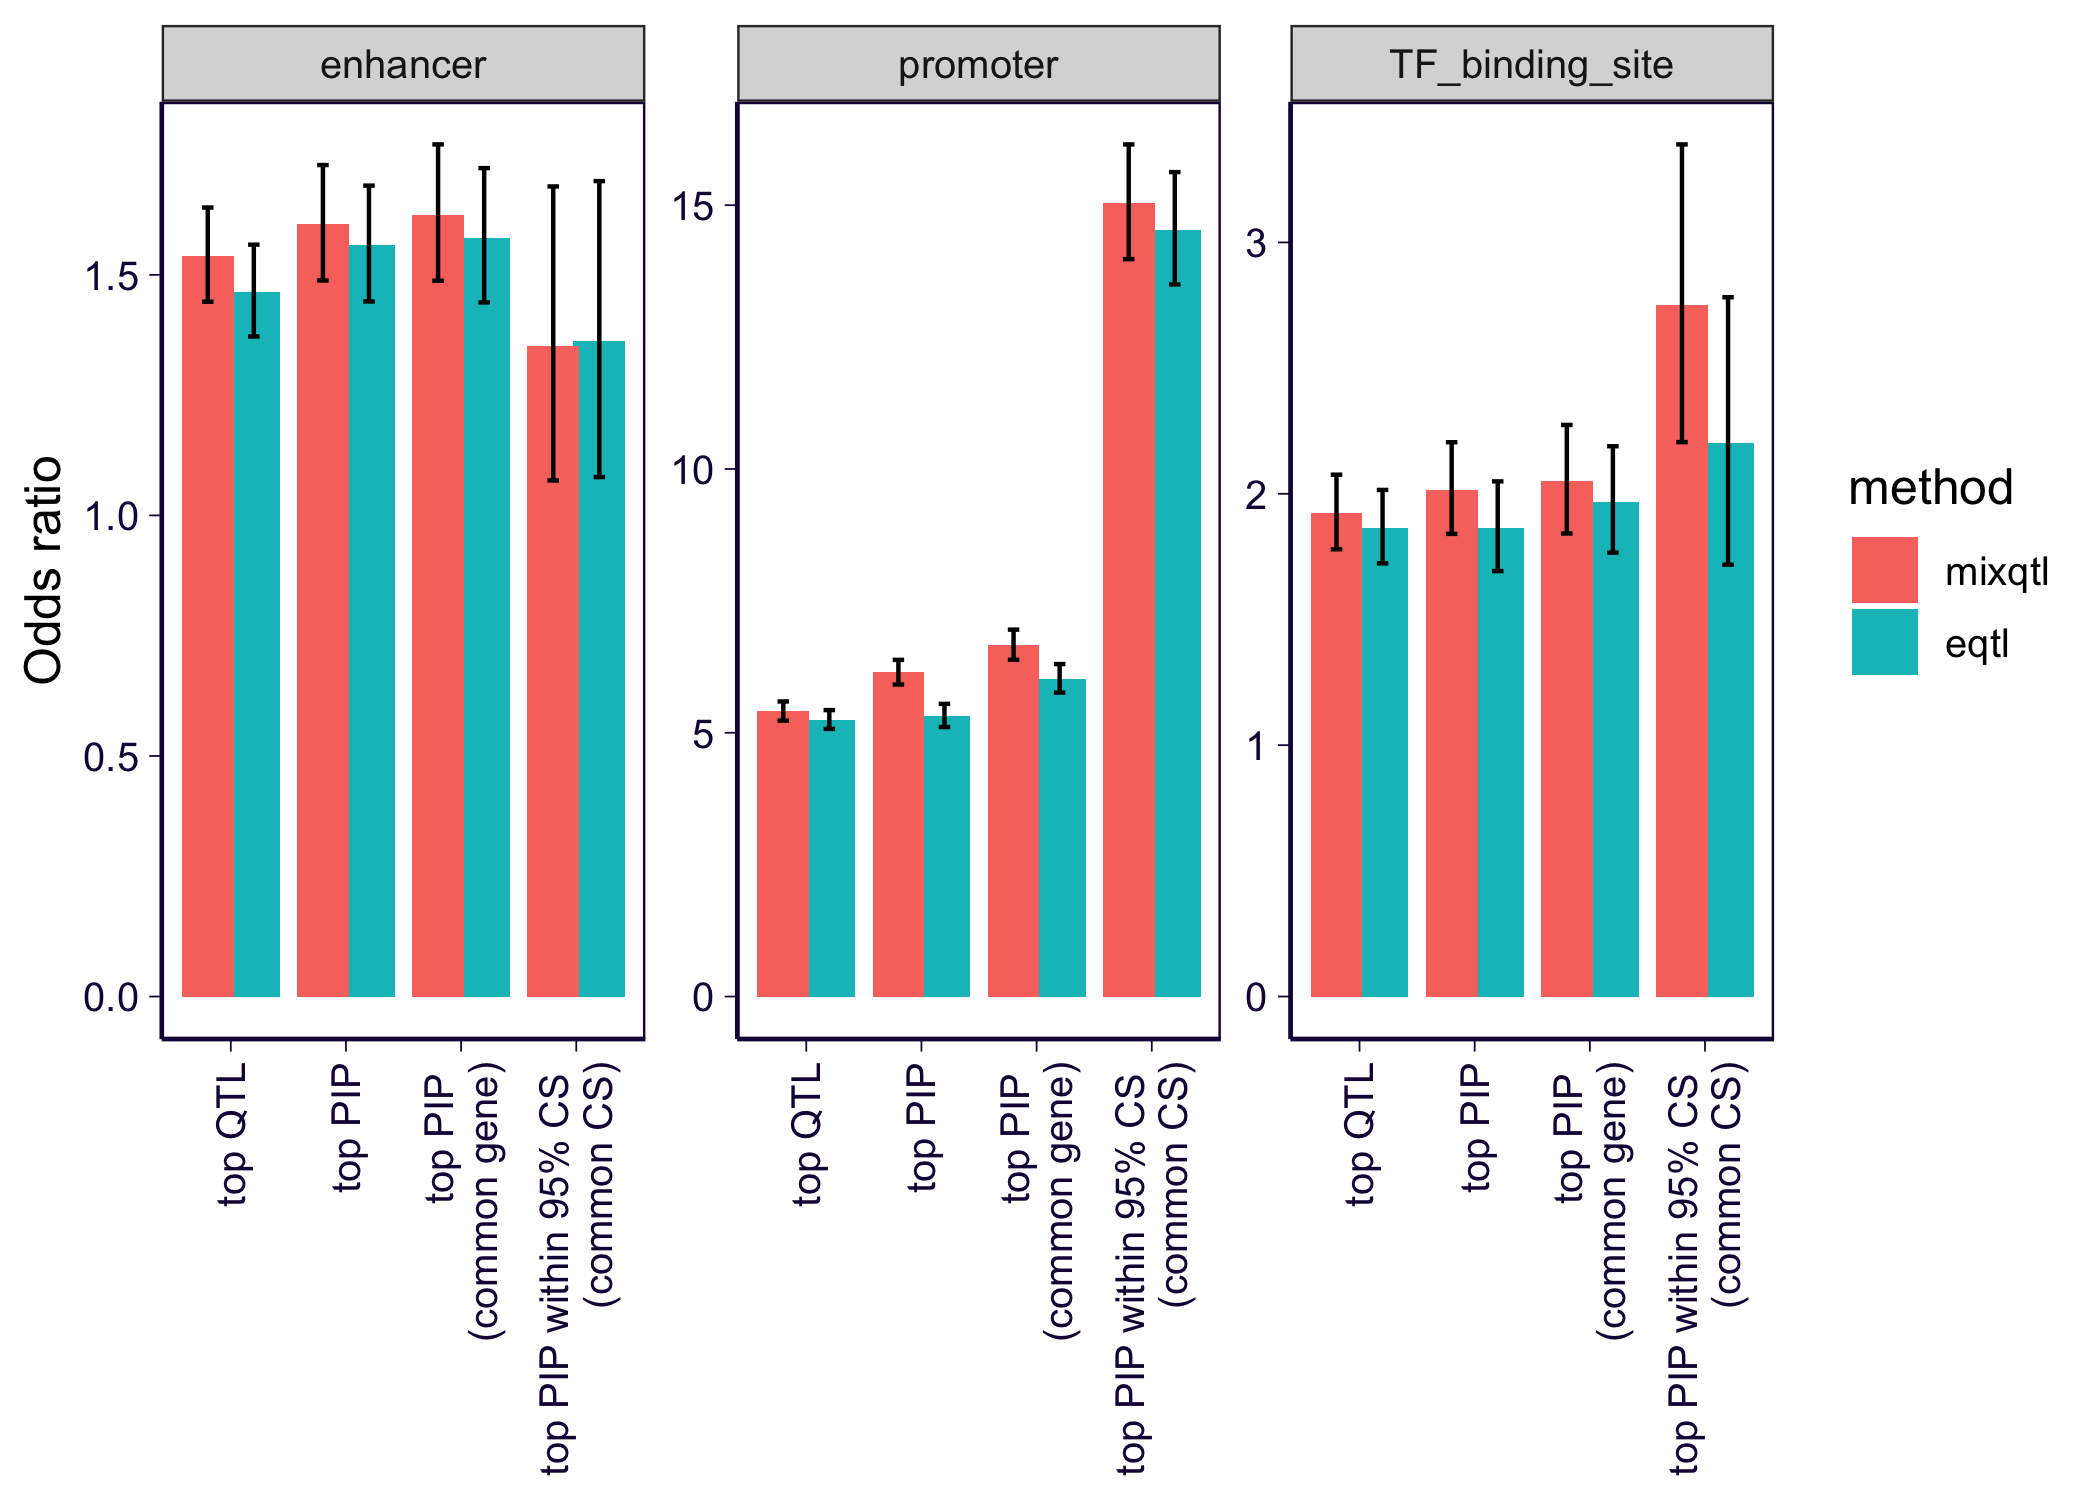 enhancer
promoter
TF_binding_site
Odds ratio
1.5
1.0
0.5
0.0
15
10
5
0
3
2
1
0
top QTL
top PIP
top PIP
(common gene)
top PIP within 95% CS
(common CS)
top QTL
top PIP
top PIP
(common gene)
top PIP within 95% CS
(common CS)
top QTL
top PIP
top PIP
(common gene)
top PIP within 95% CS
(common CS)
method
mixqtl
eqtl